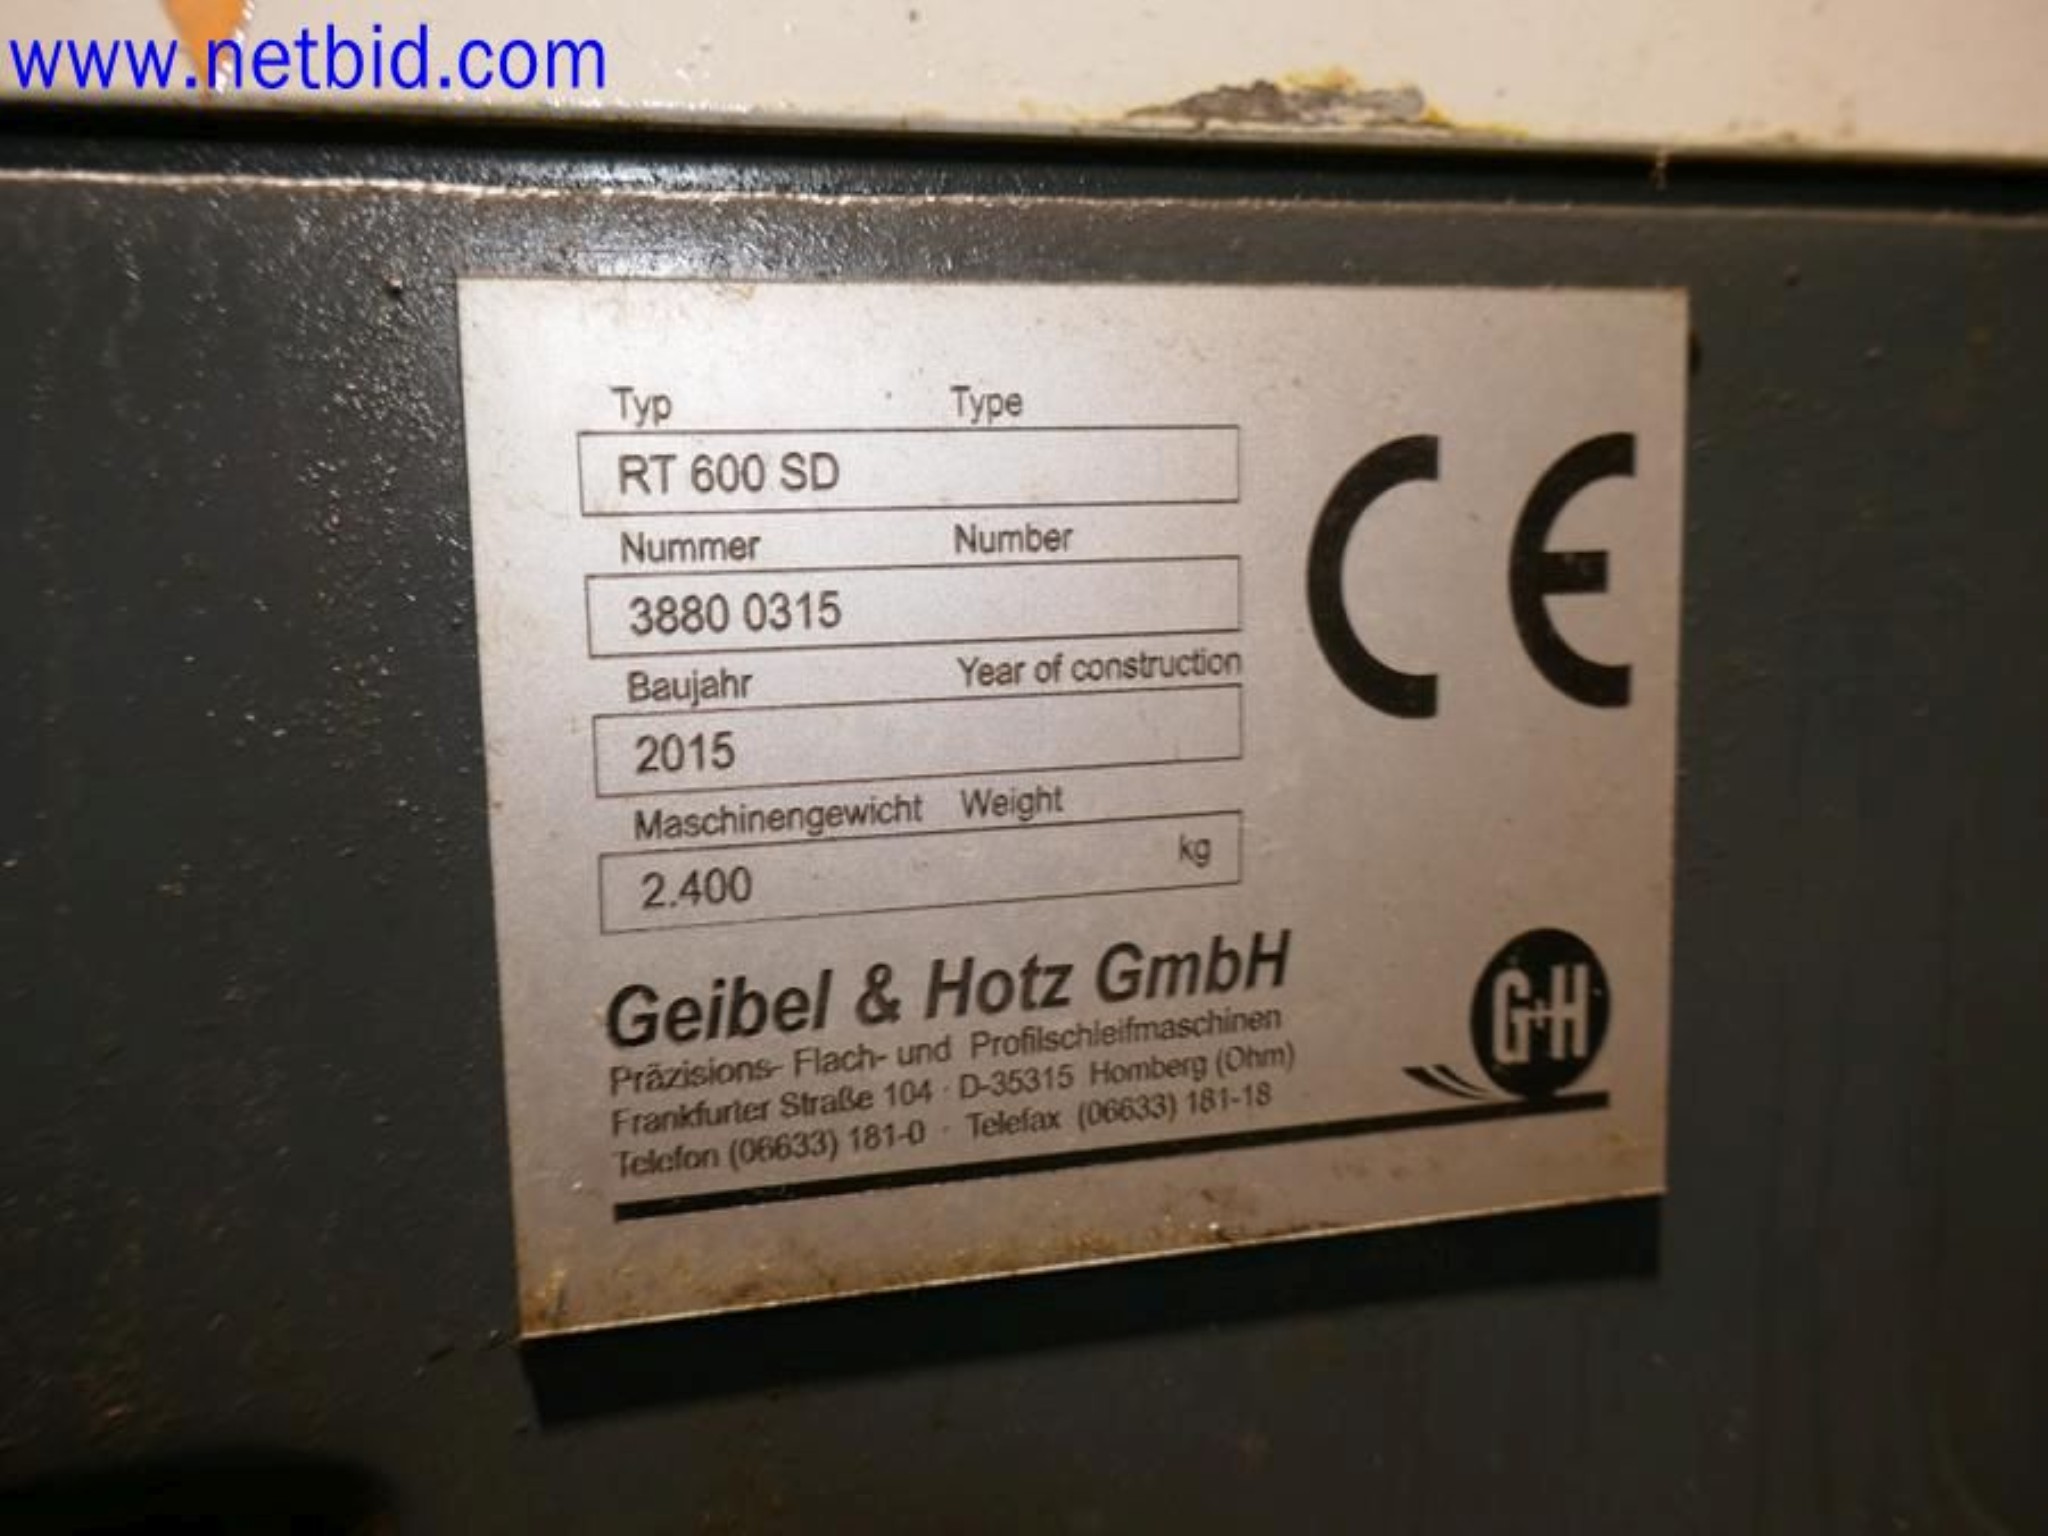 www.netbid.com
Typ Type
RT 600 SD
Nummer Number
3880 0315
Baujahr Year of construction
2015
Maschinengewicht Weight
2.400 kg
CE
Geibel & Hotz GmbH
Präzisions- Flach- und Profilschleifmaschinen
Frankfurter Straße 104 · D-35315 Homberg (Ohm)
Telefon (06633) 181-0 · Telefax (06633) 181-18
G+H